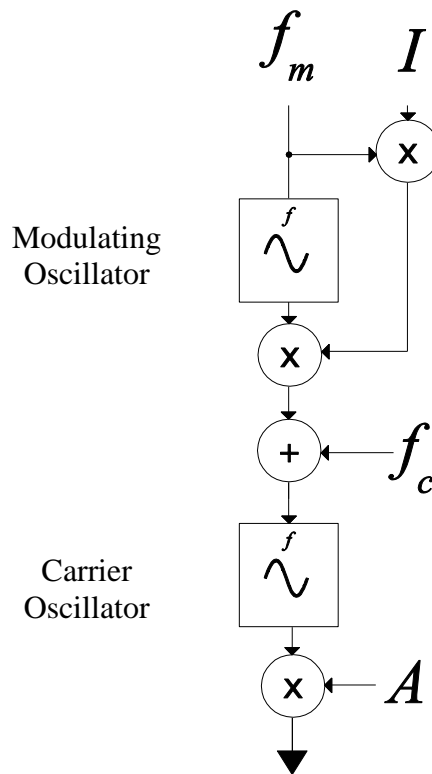 f_m
I
x
f
Modulating
Oscillator
x
+
f_c
f
Carrier
Oscillator
x
A